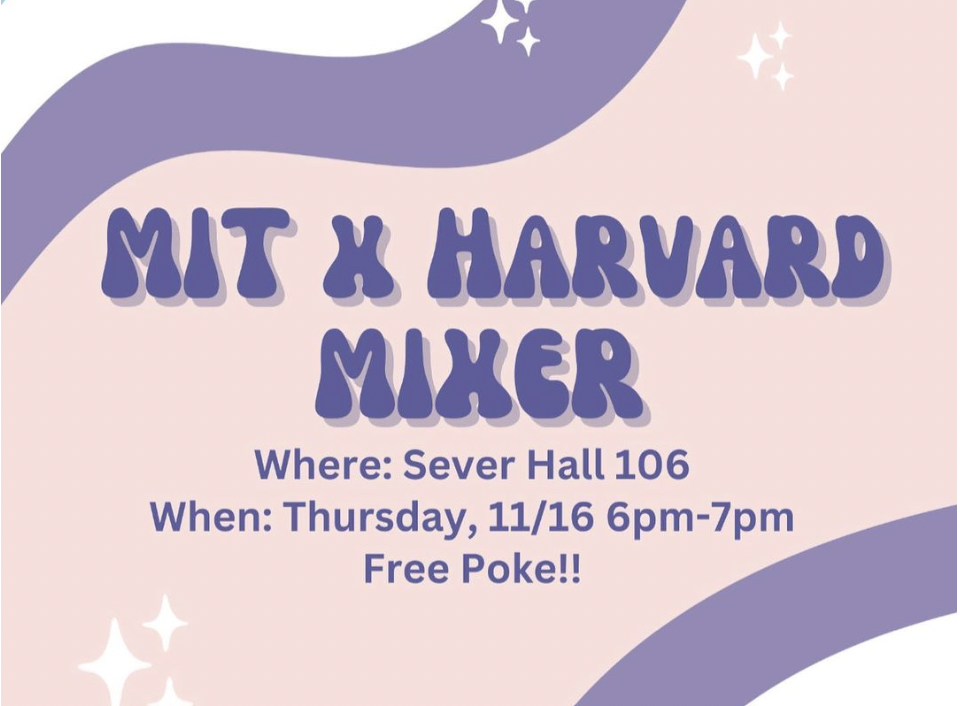 MIT X HARVARD
MIXER
Where: Sever Hall 106
When: Thursday, 11/16 6pm-7pm
Free Poke!!